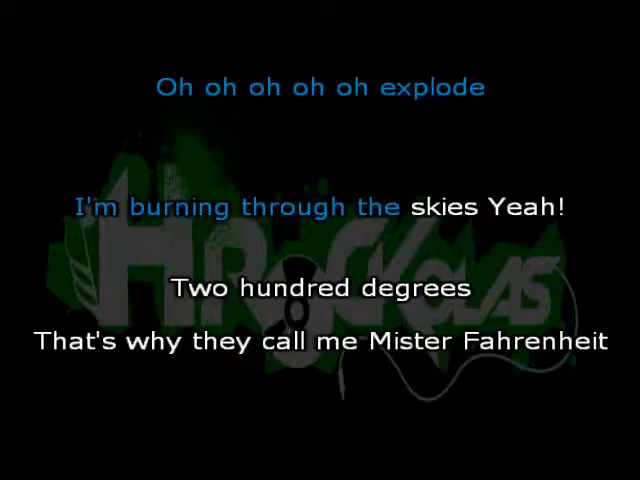 Oh oh oh oh oh explode
I'm burning through the skies Yeah!
Two hundred degrees
That's why they call me Mister Fahrenheit
HRocKolas